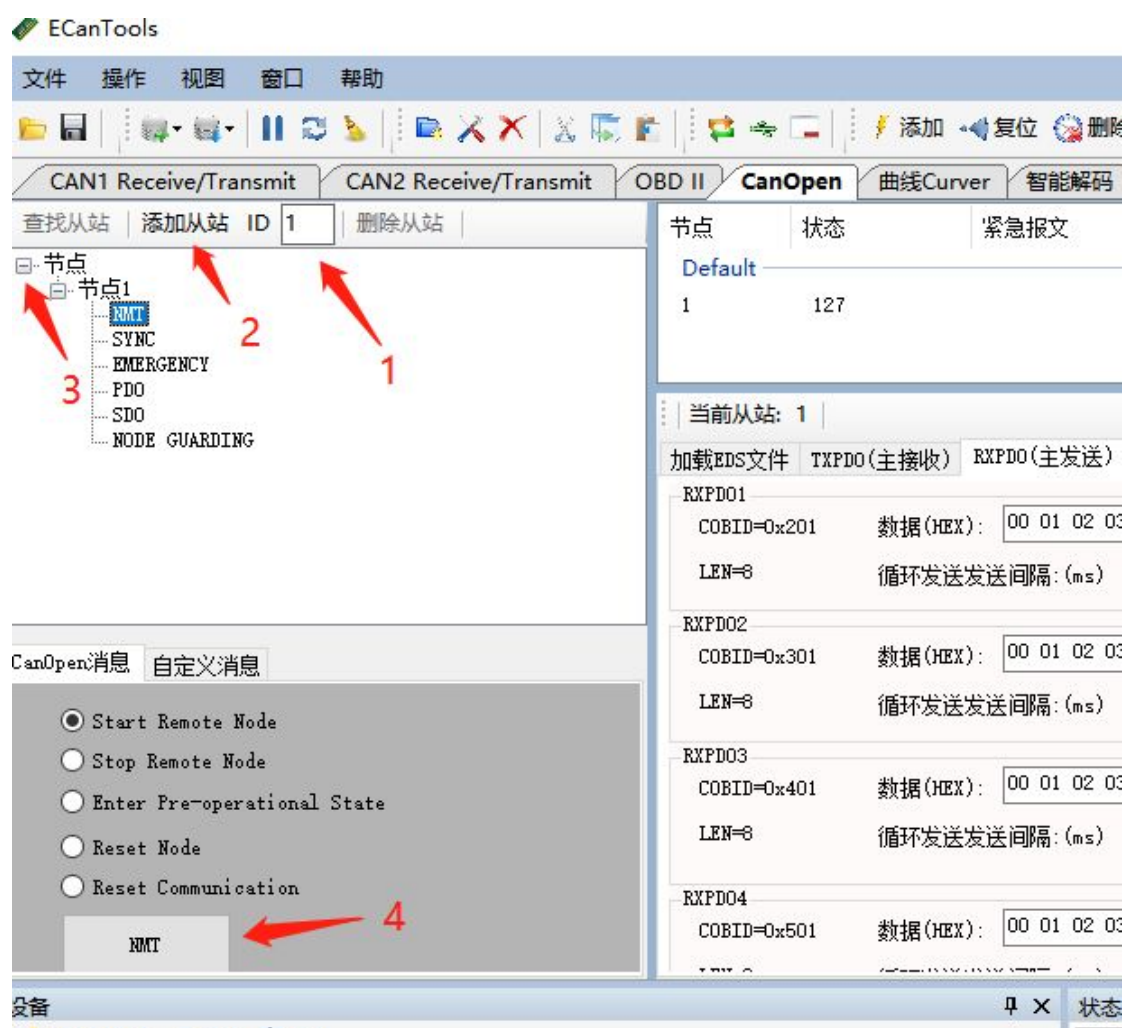 ECanTools
文件 操作 视图 窗口 帮助
添加 复位 删除
CAN1 Receive/Transmit CAN2 Receive/Transmit OBD II CanOpen 曲线Curver 智能解码
查找从站 添加从站 ID 1 删除从站
节点
节点1
NMT
SYNC
EMERGENCY
PDO
SDO
NODE GUARDING
1
2
3
节点 状态 紧急报文
Default
1 127
当前从站: 1
加载EDS文件 TXPDO(主接收) RXPDO(主发送)
RXPDO1
COBID=0x201 数据(HEX): 00 01 02 03
LEN=8 循环发送发送间隔:(ms)
RXPDO2
COBID=0x301 数据(HEX): 00 01 02 03
LEN=8 循环发送发送间隔:(ms)
RXPDO3
COBID=0x401 数据(HEX): 00 01 02 03
LEN=8 循环发送发送间隔:(ms)
RXPDO4
COBID=0x501 数据(HEX): 00 01 02 03
CanOpen消息 自定义消息
Start Remote Node
Stop Remote Node
Enter Pre-operational State
Reset Node
Reset Communication
NMT
4
设备 状态